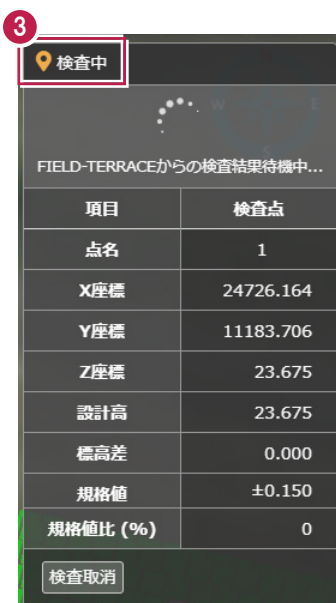 3
検査中
W E
S
FIELD-TERRACEからの検査結果待機中...
項目 検査点
点名 1
X座標 24726.164
Y座標 11183.706
Z座標 23.675
設計高 23.675
標高差 0.000
規格値 ±0.150
規格値比 (%) 0
検査取消